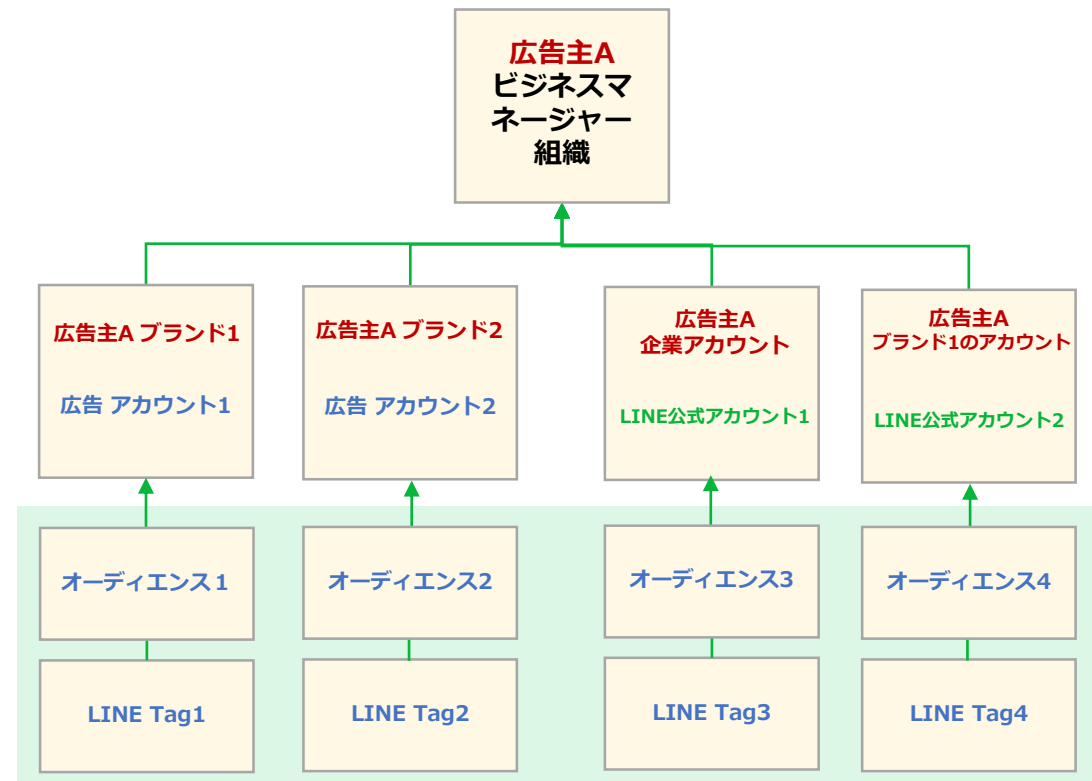 広告主A
ビジネスマ
ネージャー
組織
広告主A ブランド1
広告 アカウント1
広告主A ブランド2
広告 アカウント2
広告主A
企業アカウント
LINE公式アカウント1
広告主A
ブランド1のアカウント
LINE公式アカウント2
オーディエンス１
オーディエンス2
オーディエンス3
オーディエンス4
LINE Tag1
LINE Tag2
LINE Tag3
LINE Tag4